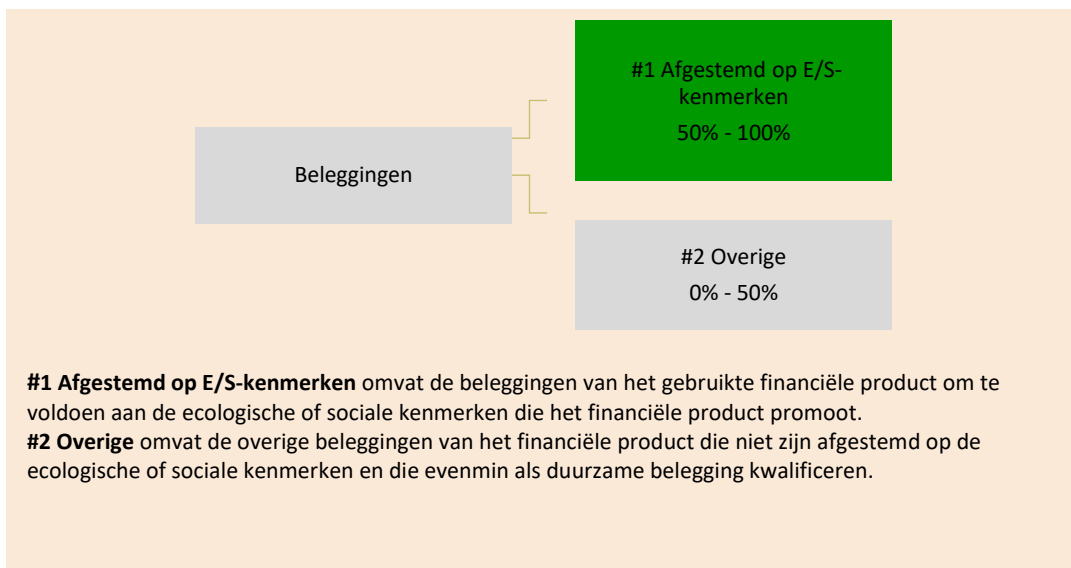 #1 Afgestemd op E/S-
kenmerken
50% - 100%
Beleggingen
#2 Overige
0% - 50%
#1 Afgestemd op E/S-kenmerken omvat de beleggingen van het gebruikte financiële product om te
voldoen aan de ecologische of sociale kenmerken die het financiële product promoot.
#2 Overige omvat de overige beleggingen van het financiële product die niet zijn afgestemd op de
ecologische of sociale kenmerken en die evenmin als duurzame belegging kwalificeren.